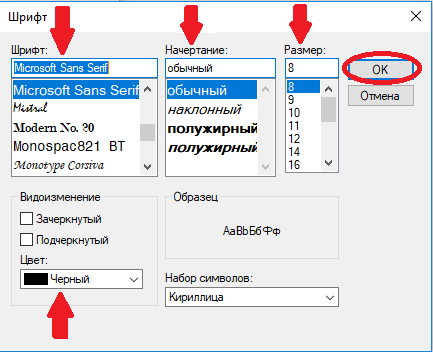 Шрифт
Шрифт:
Microsoft Sans Serif
Microsoft Sans Serif
Mistral
Modern No. 20
Monospac821 BT
Monotype Corsiva
Начертание:
обычный
обычный
наклонный
полужирный
полужирный
Размер:
8
8
9
10
11
12
14
16
OK
Отмена
Видоизменение
Зачеркнутый
Подчеркнутый
Цвет:
Черный
Образец
АаВbБбФф
Набор символов:
Кириллица